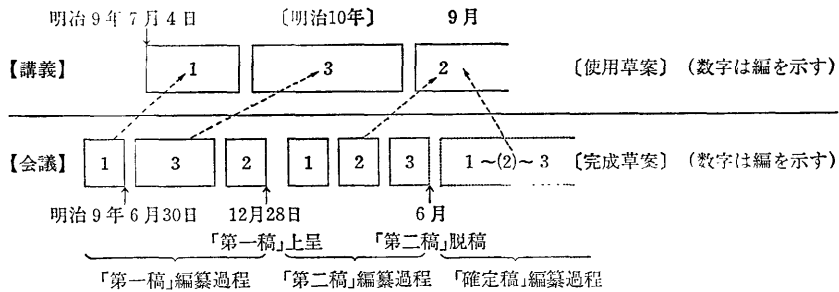 明治9年7月4日 〔明治10年〕 9月
【講義】 1 3 2 〔使用草案〕 (数字は編を示す)
【会議】 1 3 2 1 2 3 1~(2)~3 〔完成草案〕 (数字は編を示す)
明治9年6月30日 12月28日 6月
「第一稿」上呈 「第二稿」脱稿
「第一稿」編纂過程 「第二稿」編纂過程 「確定稿」編纂過程